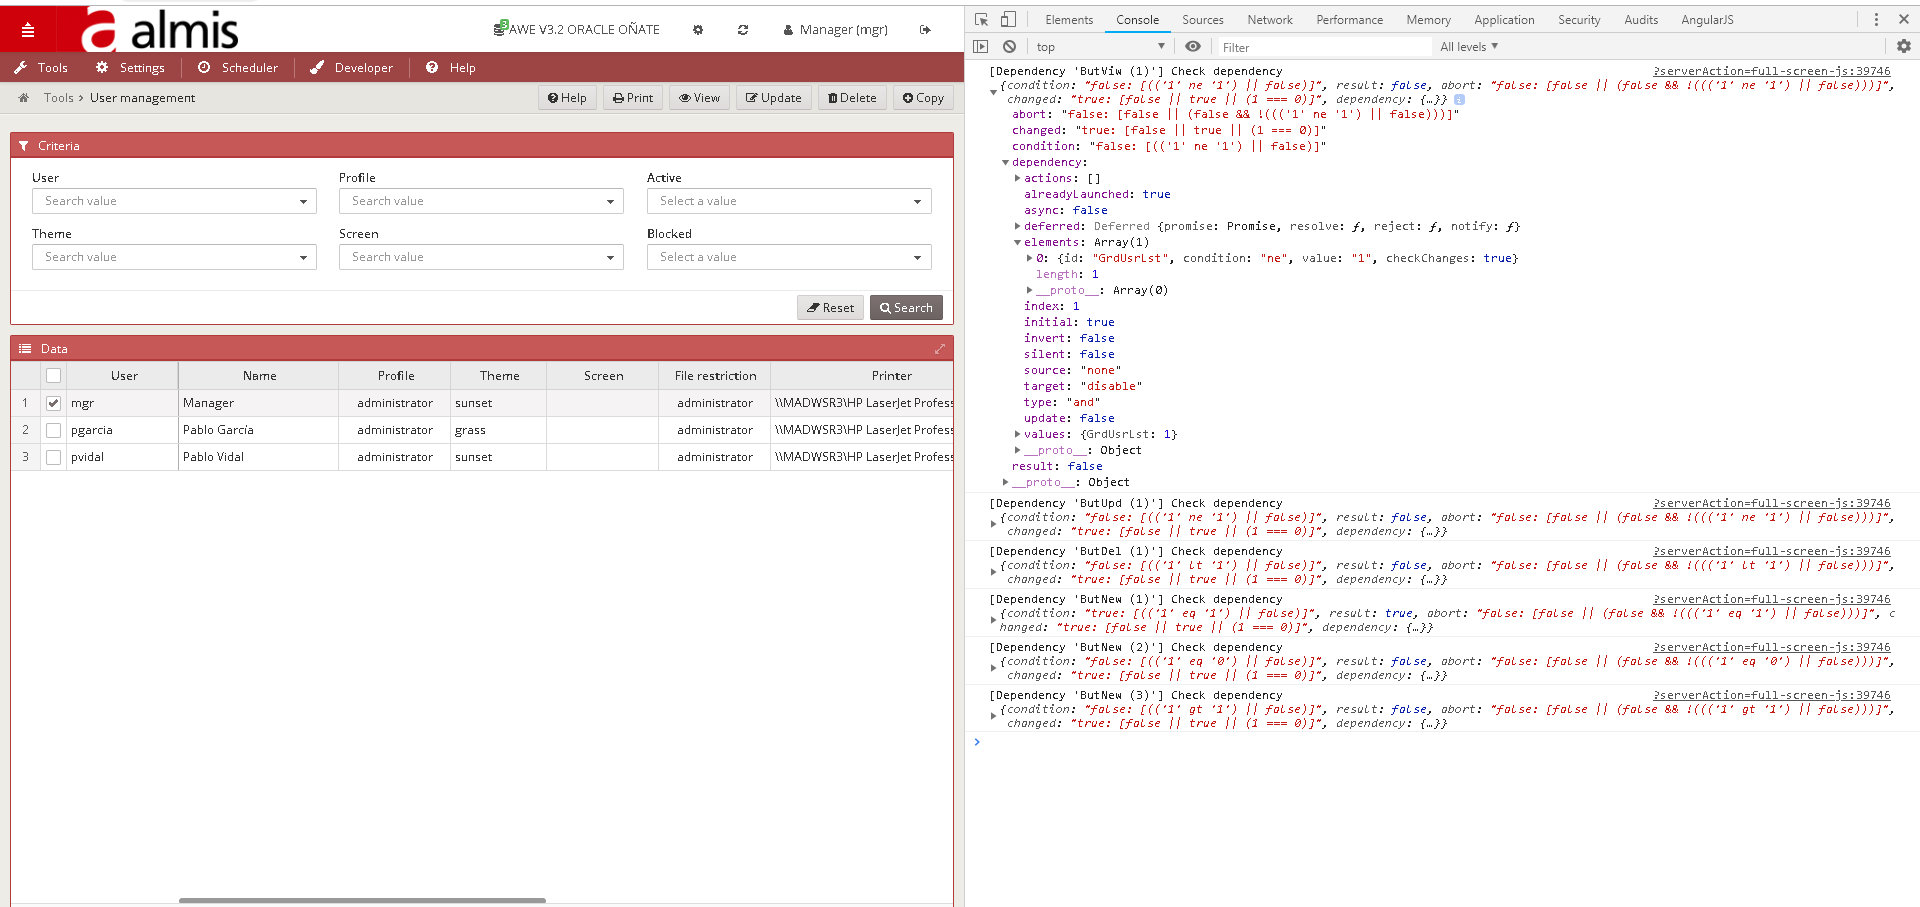 almis
3
AWE V3.2 ORACLE OÑATE
Manager (mgr)
Tools
Settings
Scheduler
Developer
Help
Tools > User management
Help
Print
View
Update
Delete
Copy
Criteria
User
Profile
Active
Search value
Search value
Select a value
Theme
Screen
Blocked
Search value
Search value
Select a value
Reset
Search
Data
User Name Profile Theme Screen File restriction Printer
1 mgr Manager administrator sunset administrator \\MADWSR3\HP LaserJet Profess
2 pgarcia Pablo García administrator grass administrator \\MADWSR3\HP LaserJet Profess
3 pvidal Pablo Vidal administrator sunset administrator \\MADWSR3\HP LaserJet Profess
Elements Console Sources Network Performance Memory Application Security Audits AngularJS
top
Filter
All levels
[Dependency 'ButViw (1)'] Check dependency ?serverAction=full-screen-js:39746
{condition: "false: [(('1' ne '1') || false)]", result: false, abort: "false: [false || (false && !((('1' ne '1') || false)))]",
changed: "true: [false || true || (1 === 0)]", dependency: {…}} i
abort: "false: [false || (false && !((('1' ne '1') || false)))]"
changed: "true: [false || true || (1 === 0)]"
condition: "false: [(('1' ne '1') || false)]"
dependency:
actions: []
alreadyLaunched: true
async: false
deferred: Deferred {promise: Promise, resolve: ƒ, reject: ƒ, notify: ƒ}
elements: Array(1)
0: {id: "GrdUsrLst", condition: "ne", value: "1", checkChanges: true}
length: 1
__proto__: Array(0)
index: 1
initial: true
invert: false
silent: false
source: "none"
target: "disable"
type: "and"
update: false
values: {GrdUsrLst: 1}
__proto__: Object
result: false
__proto__: Object
[Dependency 'ButUpd (1)'] Check dependency ?serverAction=full-screen-js:39746
{condition: "false: [(('1' ne '1') || false)]", result: false, abort: "false: [false || (false && !((('1' ne '1') || false)))]",
changed: "true: [false || true || (1 === 0)]", dependency: {…}}
[Dependency 'ButDel (1)'] Check dependency ?serverAction=full-screen-js:39746
{condition: "false: [(('1' lt '1') || false)]", result: false, abort: "false: [false || (false && !((('1' lt '1') || false)))]",
changed: "true: [false || true || (1 === 0)]", dependency: {…}}
[Dependency 'ButNew (1)'] Check dependency ?serverAction=full-screen-js:39746
{condition: "true: [(('1' eq '1') || false)]", result: true, abort: "false: [false || (false && !((('1' eq '1') || false)))]", c
hanged: "true: [false || true || (1 === 0)]", dependency: {…}}
[Dependency 'ButNew (2)'] Check dependency ?serverAction=full-screen-js:39746
{condition: "false: [(('1' eq '0') || false)]", result: false, abort: "false: [false || (false && !((('1' eq '0') || false)))]",
changed: "true: [false || true || (1 === 0)]", dependency: {…}}
[Dependency 'ButNew (3)'] Check dependency ?serverAction=full-screen-js:39746
{condition: "false: [(('1' gt '1') || false)]", result: false, abort: "false: [false || (false && !((('1' gt '1') || false)))]",
changed: "true: [false || true || (1 === 0)]", dependency: {…}}